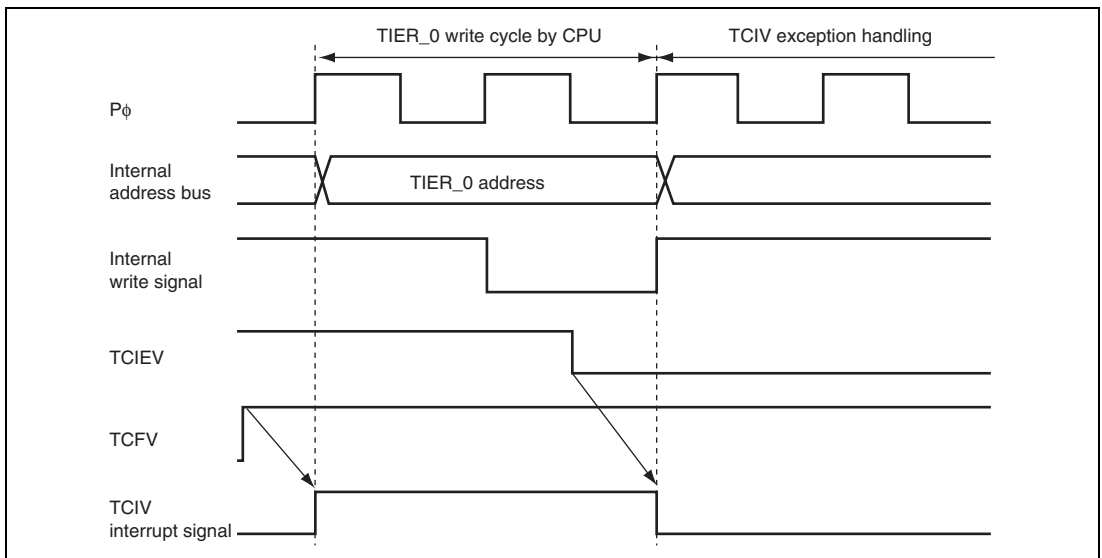 TIER_0 write cycle by CPU
TCIV exception handling
Pϕ
Internal
address bus
TIER_0 address
Internal
write signal
TCIEV
TCFV
TCIV
interrupt signal